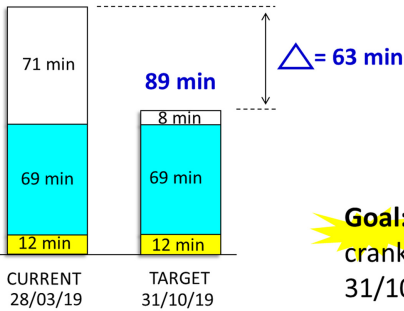 71 min
69 min
12 min
CURRENT
28/03/19
89 min
8 min
69 min
12 min
TARGET
31/10/19
= 63 min
Goal:
crank
31/10